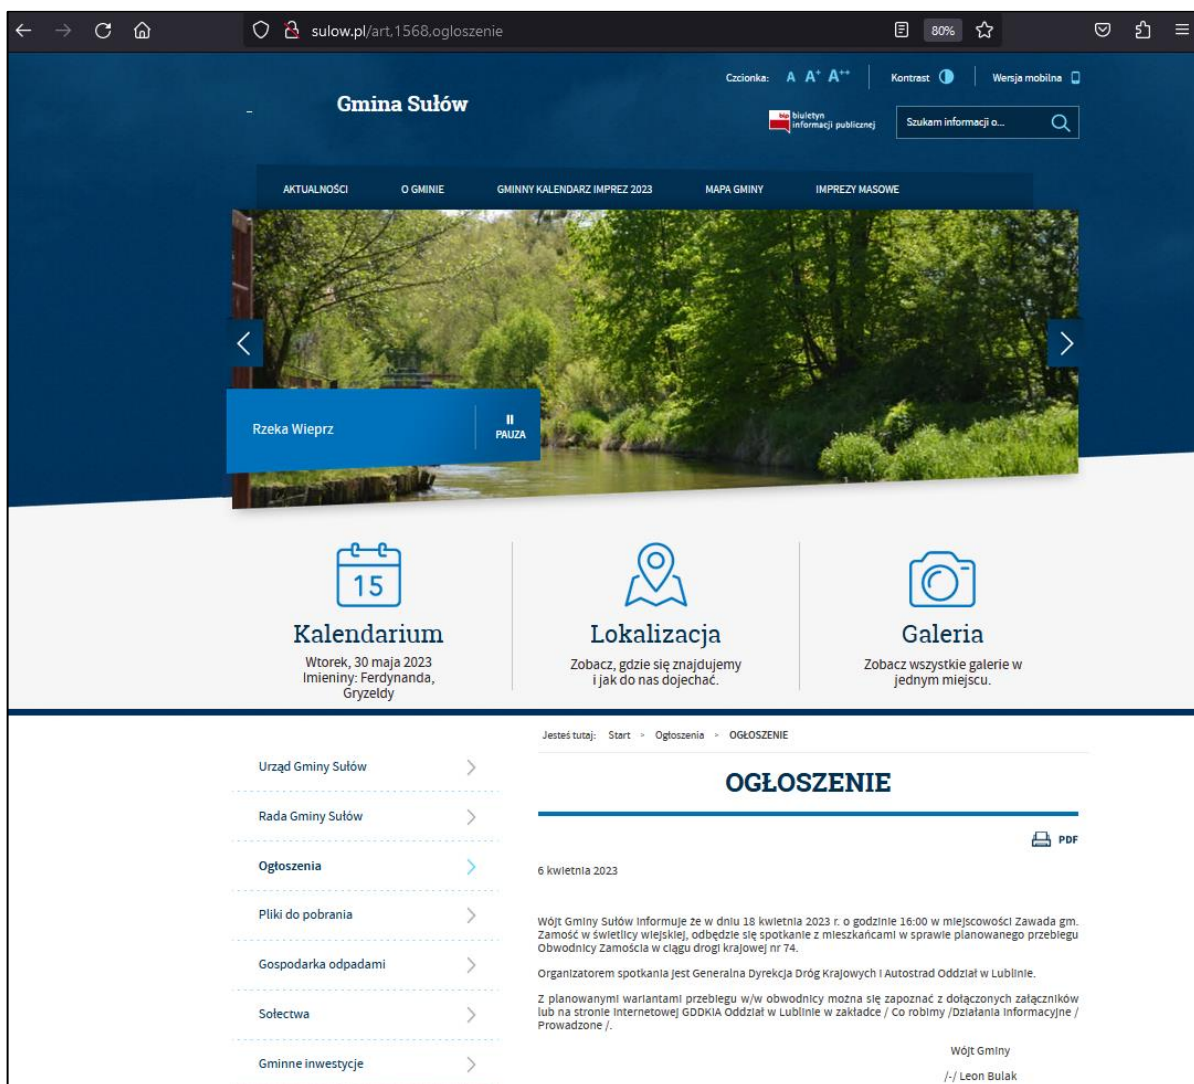 sulow.pl/art,1568,ogloszenie
80%
Czcionka: A A+ A++ Kontrast Wersja mobilna
Gmina Sułów
bip biuletyn
informacji publicznej
Szukam informacji o...
AKTUALNOŚCI O GMINIE GMINNY KALENDARZ IMPREZ 2023 MAPA GMINY IMPREZY MASOWE
Rzeka Wieprz
PAUZA
15
Kalendarium
Wtorek, 30 maja 2023
Imieniny: Ferdynanda,
Gryzeldy
Lokalizacja
Zobacz, gdzie się znajdujemy
i jak do nas dojechać.
Galeria
Zobacz wszystkie galerie w
jednym miejscu.
Urząd Gminy Sułów
Rada Gminy Sułów
Ogłoszenia
Pliki do pobrania
Gospodarka odpadami
Sołectwa
Gminne inwestycje
Jesteś tutaj: Start > Ogłoszenia > OGŁOSZENIE
OGŁOSZENIE
PDF
6 kwietnia 2023
Wójt Gminy Sułów informuje że w dniu 18 kwietnia 2023 r. o godzinie 16:00 w miejscowości Zawada gm.
Zamość w świetlicy wiejskiej, odbędzie się spotkanie z mieszkańcami w sprawie planowanego przebiegu
Obwodnicy Zamościa w ciągu drogi krajowej nr 74.
Organizatorem spotkania jest Generalna Dyrekcja Dróg Krajowych i Autostrad Oddział w Lublinie.
Z planowanymi wariantami przebiegu w/w obwodnicy można się zapoznać z dołączonych załączników
lub na stronie internetowej GDDKIA Oddział w Lublinie w zakładce / Co robimy /Działania Informacyjne /
Prowadzone /.
Wójt Gminy
/-/ Leon Bulak